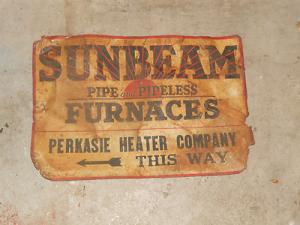 SUNBEAM
PIPE and PIPELESS
FURNACES
PERKASIE HEATER COMPANY
THIS WAY